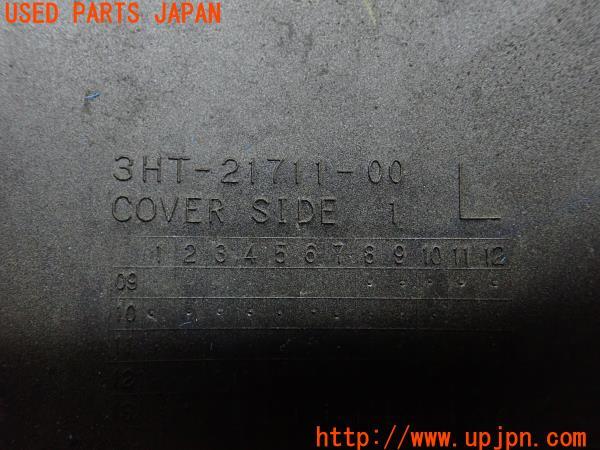 USED PARTS JAPAN
3HT-21711-00
COVER SIDE 1 L
1 2 3 4 5 6 7 8 9 10 11 12
09
10
11
12
http://www.upjpn.com/